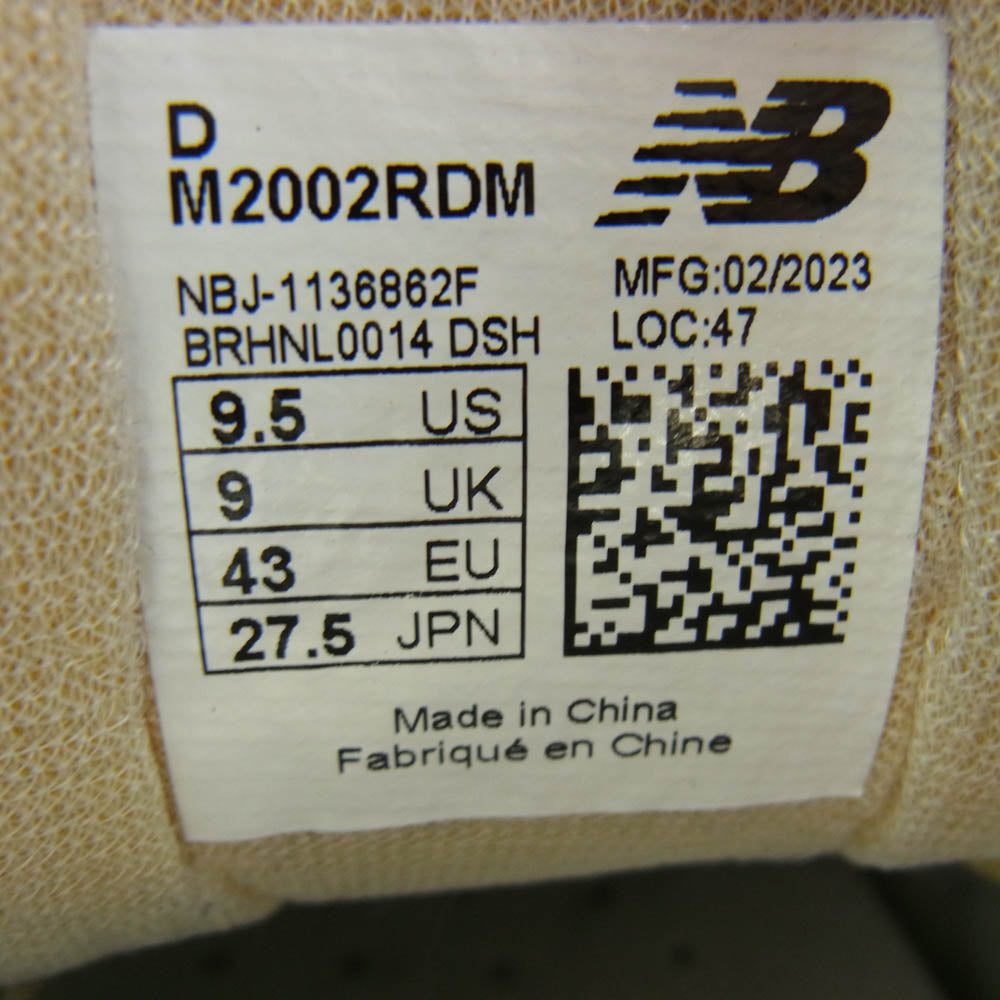 D
M2002RDM
NB
NBJ-1136862F
BRHNL0014 DSH
MFG:02/2023
LOC:47
9.5 US
9 UK
43 EU
27.5 JPN
Made in China
Fabriqué en Chine